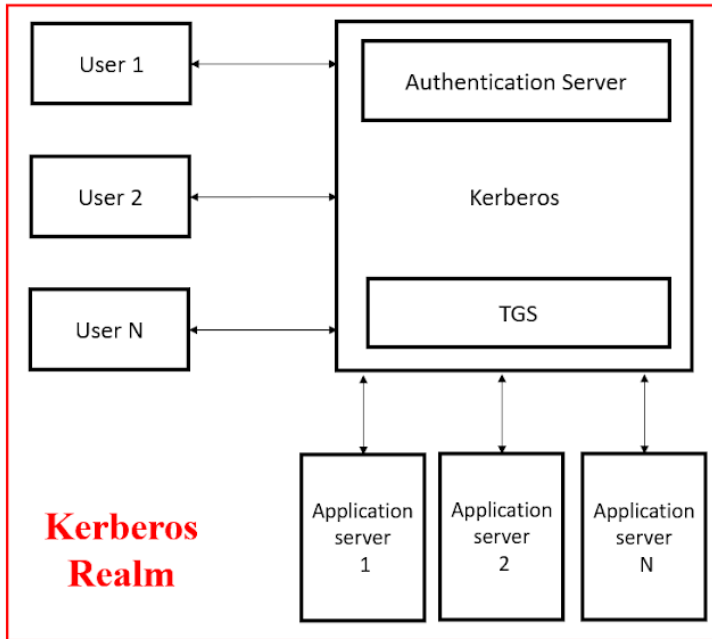 User 1
Authentication Server
User 2
Kerberos
User N
TGS
Application
server
1
Application
server
2
Application
server
N
Kerberos
Realm